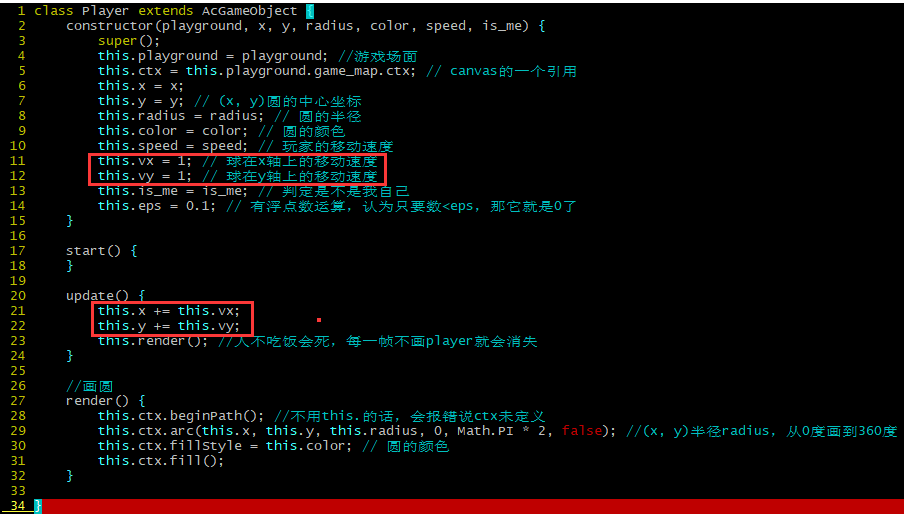 1 class Player extends AcGameObject {
2     constructor(playground, x, y, radius, color, speed, is_me) {
3         super();
4         this.playground = playground; //游戏场面
5         this.ctx = this.playground.game_map.ctx; // canvas的一个引用
6         this.x = x;
7         this.y = y; // (x, y)圆的中心坐标
8         this.radius = radius; // 圆的半径
9         this.color = color; // 圆的颜色
10         this.speed = speed; // 玩家的移动速度
11         this.vx = 1; // 球在x轴上的移动速度
12         this.vy = 1; // 球在y轴上的移动速度
13         this.is_me = is_me; // 判定是不是我自己
14         this.eps = 0.1; // 有浮点数运算，认为只要数<eps，那它就是0了
15     }
16
17     start() {
18     }
19
20     update() {
21         this.x += this.vx;
22         this.y += this.vy;
23         this.render(); //人不吃饭会死，每一帧不画player就会消失
24     }
25
26     //画圆
27     render() {
28         this.ctx.beginPath(); //不用this.的话，会报错说ctx未定义
29         this.ctx.arc(this.x, this.y, this.radius, 0, Math.PI * 2, false); //(x, y)半径radius，从0度画到360度
30         this.ctx.fillStyle = this.color; // 圆的颜色
31         this.ctx.fill();
32     }
33
34 }